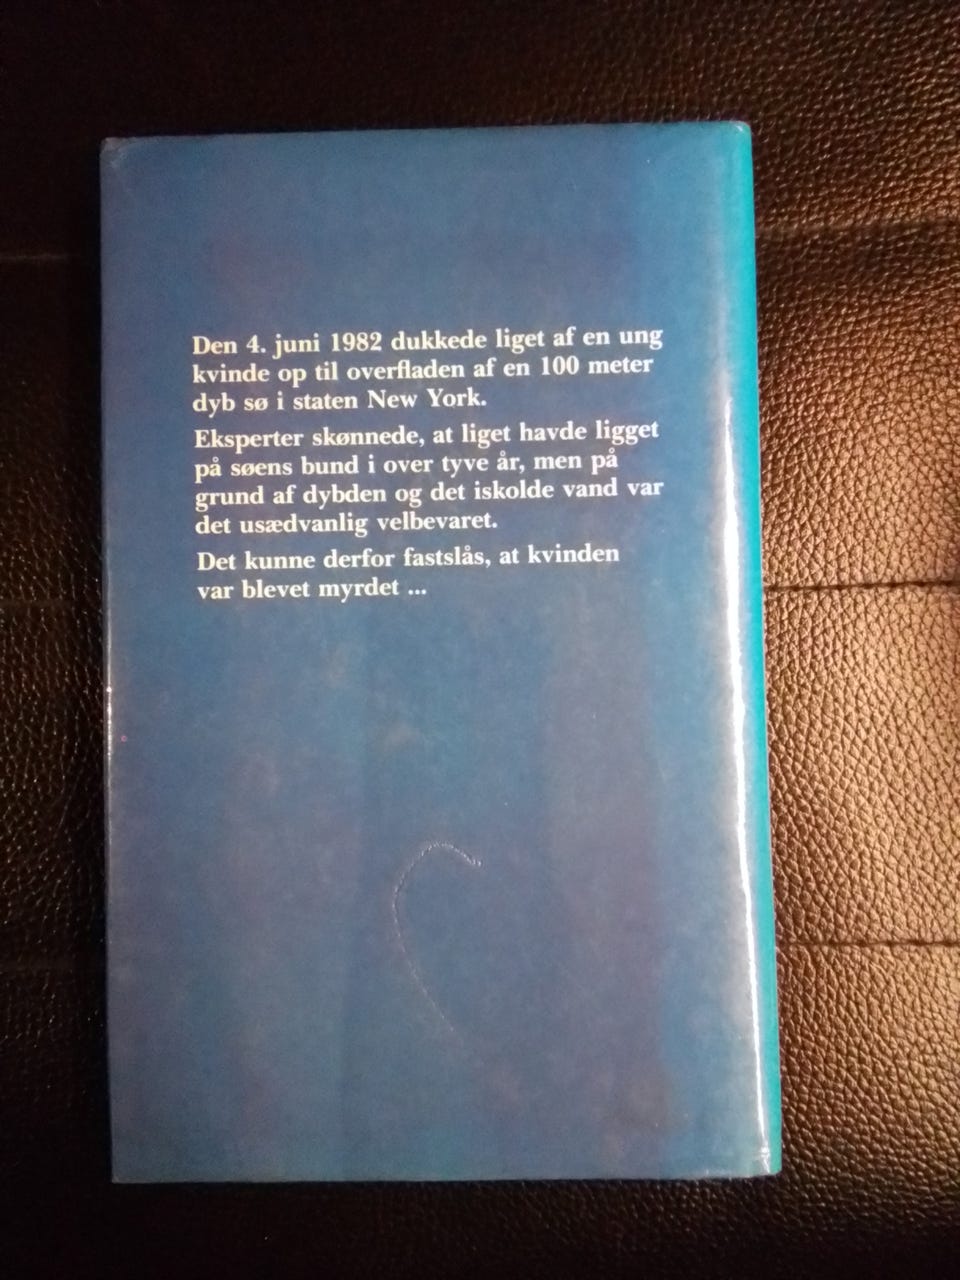 Den 4. juni 1982 dukkede liget af en ung
kvinde op til overfladen af en 100 meter
dyb sø i staten New York.
Eksperter skønnede, at liget havde ligget
på søens bund i over tyve år, men på
grund af dybden og det iskolde vand var
det usædvanlig velbevaret.
Det kunne derfor fastslås, at kvinden
var blevet myrdet ...